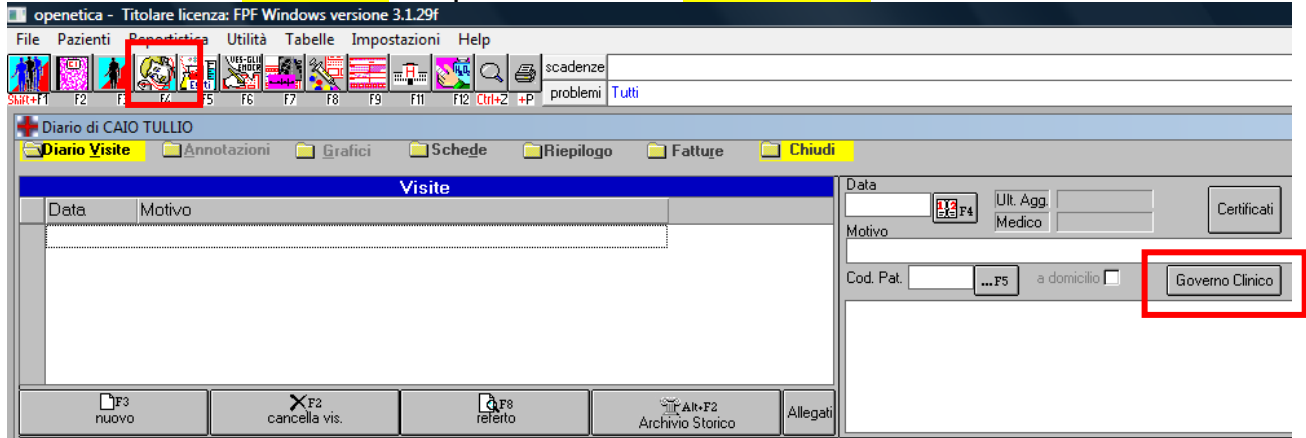 openetica - Titolare licenza: FPF Windows versione 3.1.29f
File Pazienti Reportistica Utilità Tabelle Impostazioni Help
scadenze
Shift+F1 F2 F4 F5 F6 F7 F8 F9 F11 F12 Ctrl+Z +P problemi Tutti
Diario di CAIO TULLIO
Diario Visite Annotazioni Grafici Schede Riepilogo Fatture Chiudi
Visite
Data Motivo
Data
F4 Ult. Agg. Certificati
Medico
Motivo
Cod. Pat. ...F5 a domicilio Governo Clinico
F3 F2 F8 Alt+F2
nuovo cancella vis. referto Archivio Storico Allegati